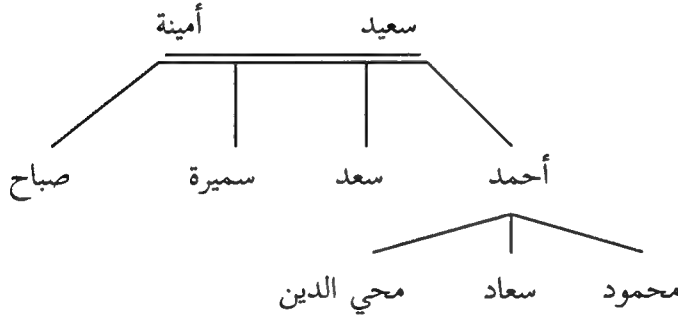 سعيد أمينة
أحمد سعد سميرة صباح
محمود سعاد محي الدين